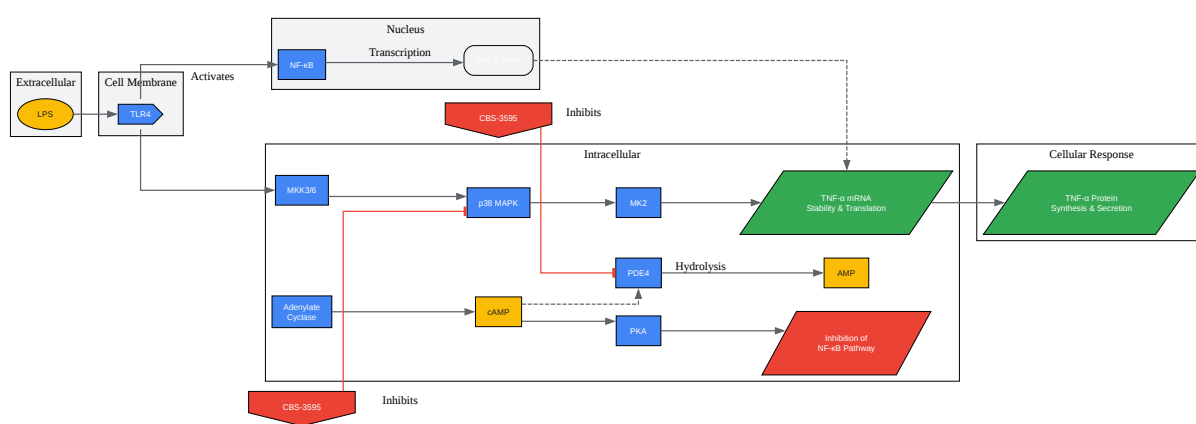 Nucleus
NF-κB
Transcription
TNF-α Gene
Extracellular
LPS
Cell Membrane
TLR4
Activates
CBS-3595
Inhibits
Intracellular
MKK3/6
p38 MAPK
MK2
TNF-α mRNA
Stability & Translation
Cellular Response
TNF-α Protein
Synthesis & Secretion
PDE4
Hydrolysis
AMP
Adenylate
Cyclase
cAMP
PKA
Inhibition of
NF-κB Pathway
CBS-3595
Inhibits